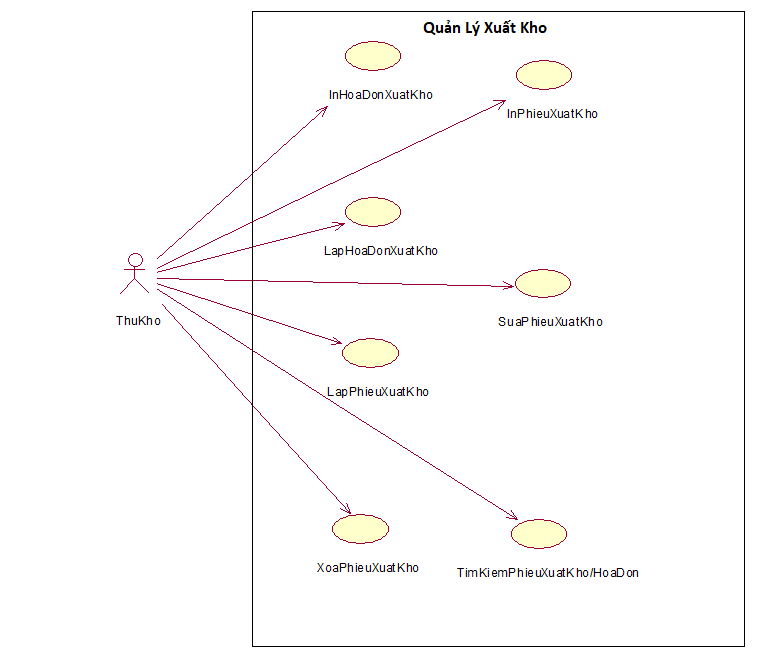 Quản Lý Xuất Kho
InHoaDonXuatKho
InPhieuXuatKho
LapHoaDonXuatKho
ThuKho
SuaPhieuXuatKho
LapPhieuXuatKho
XoaPhieuXuatKho
TimKiemPhieuXuatKho/HoaDon